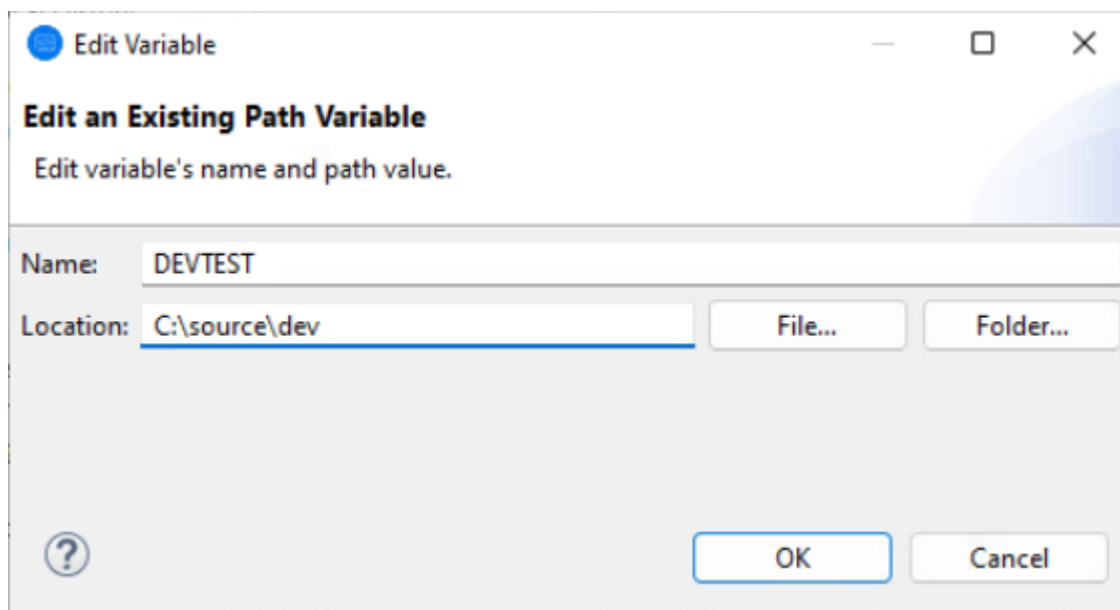 Edit Variable
Edit an Existing Path Variable
Edit variable's name and path value.
Name: DEVTEST
Location: C:\source\dev File... Folder...
? OK Cancel